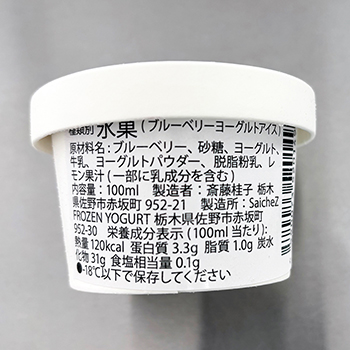 種類別 氷菓(ブルーベリーヨーグルトアイス)
原材料名:ブルーベリー、砂糖、ヨーグルト、
牛乳、ヨーグルトパウダー、脱脂粉乳、レ
モン果汁(一部に乳成分を含む)
内容量:100ml 製造者:斎藤桂子 栃木
県佐野市赤坂町 952-21 製造所:SaicheZ
FROZEN YOGURT 栃木県佐野市赤坂町
952-30 栄養成分表示(100ml当たり):
熱量 120kcal 蛋白質 3.3g 脂質 1.0g 炭水
化物 31g 食塩相当量 0.1g
●-18℃以下で保存してください